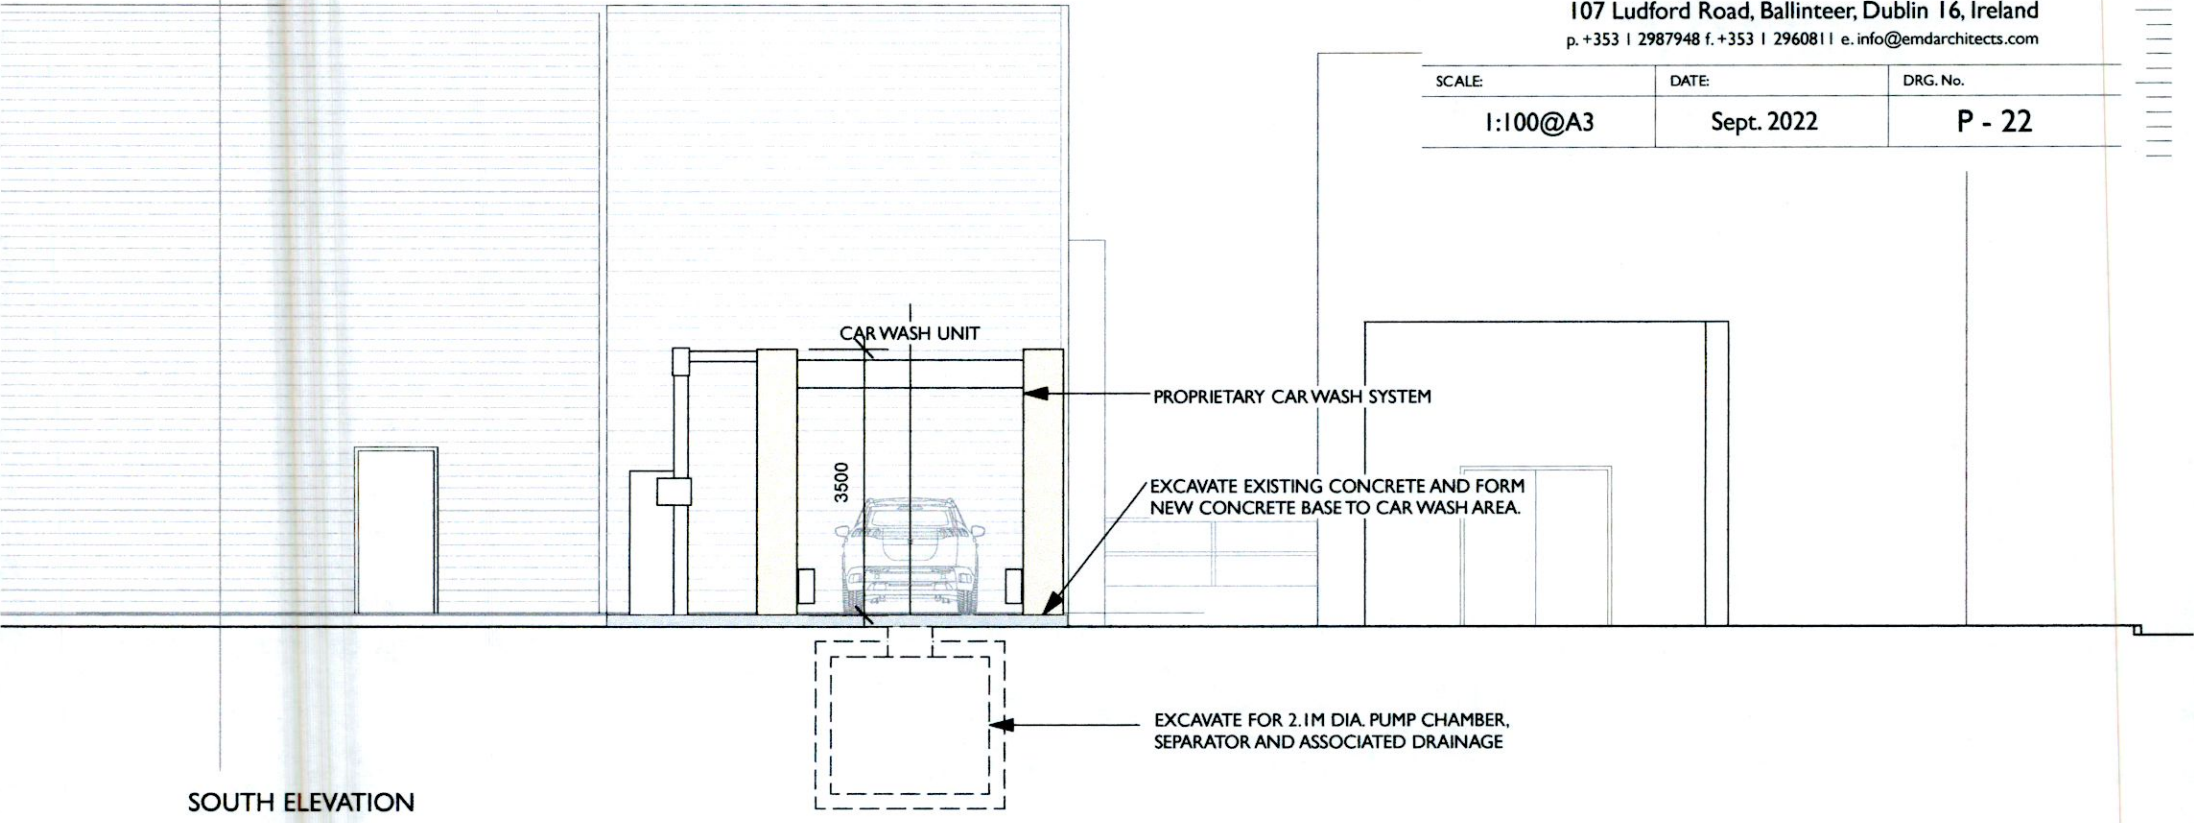 107 Ludford Road, Ballinteer, Dublin 16, Ireland
p. +353 1 2987948 f. +353 1 2960811 e. info@emdarchitects.com
SCALE:
DATE:
DRG. No.
1:100@A3
Sept. 2022
P - 22
CAR WASH UNIT
PROPRIETARY CAR WASH SYSTEM
3500
EXCAVATE EXISTING CONCRETE AND FORM
NEW CONCRETE BASE TO CAR WASH AREA.
EXCAVATE FOR 2.1M DIA. PUMP CHAMBER,
SEPARATOR AND ASSOCIATED DRAINAGE
SOUTH ELEVATION